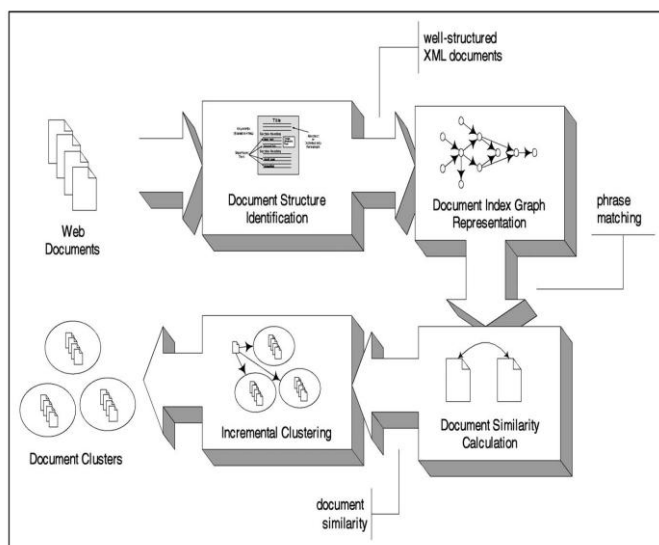 well-structured
XML documents
Title
Document Structure
Identification
Document Index Graph
Representation
Web
Documents
phrase
matching
Document Clusters
Incremental Clustering
Document Similarity
Calculation
document
similarity